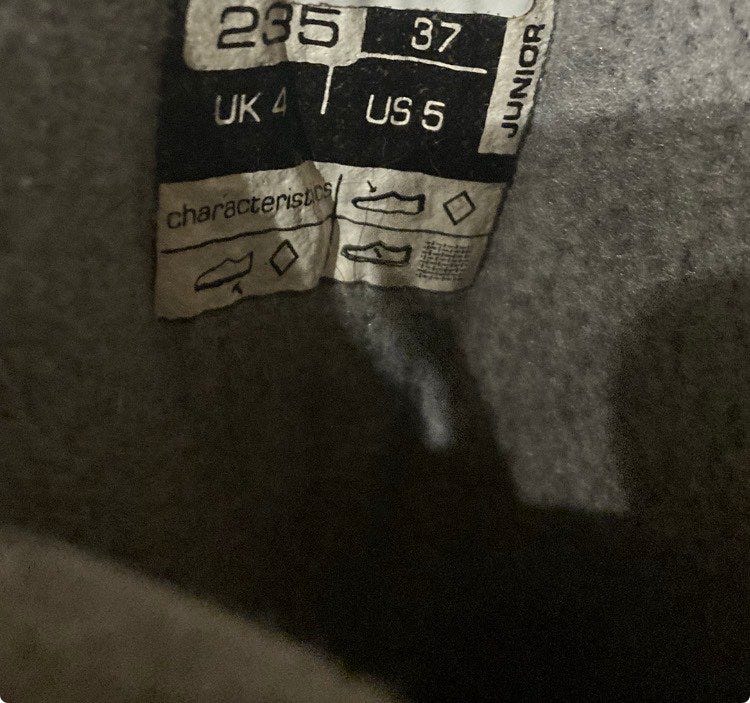 235 37
UK 4 US 5
JUNIOR
characteristics